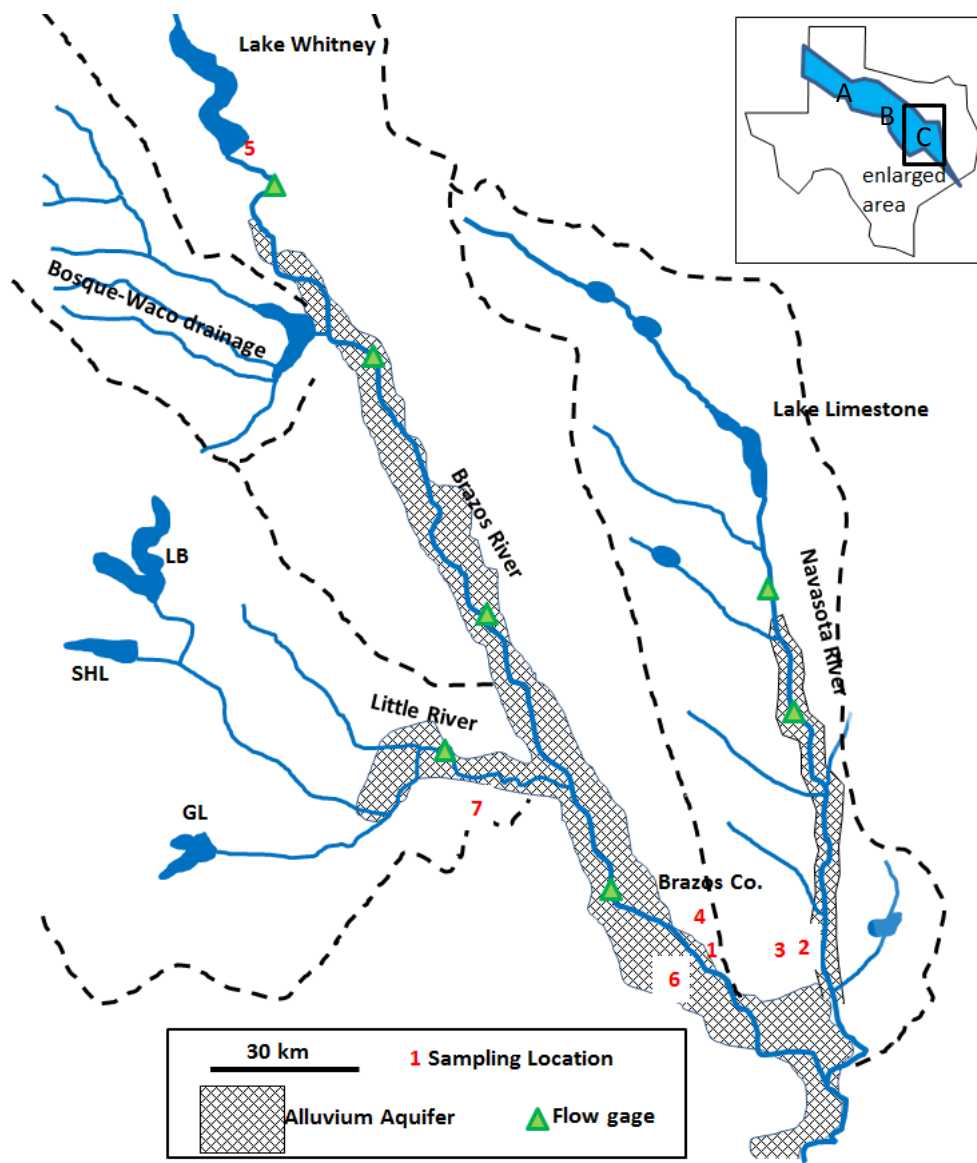 Lake Whitney
A
B
C
enlarged
area
5
Bosque-Waco drainage
Lake Limestone
Brazos River
LB
Navasota River
SHL
Little River
7
GL
Brazos Co.
4
1
3
2
6
30 km
1 Sampling Location
Alluvium Aquifer
Flow gage